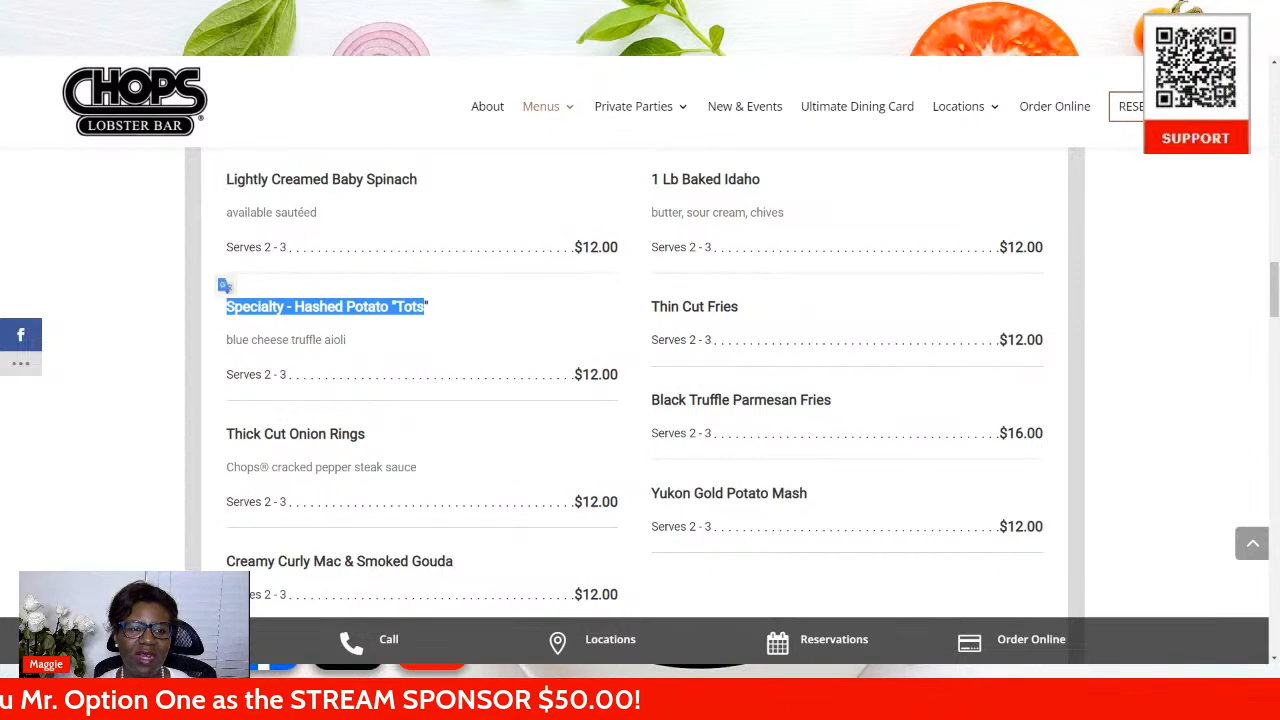 CHOPS
LOBSTER BAR
About
Menus
Private Parties
New & Events
Ultimate Dining Card
Locations
Order Online
RESE
SUPPORT
Lightly Creamed Baby Spinach
available sautéed
Serves 2 - 3 $12.00
Specialty - Hashed Potato "Tots"
blue cheese truffle aioli
Serves 2 - 3 $12.00
Thick Cut Onion Rings
Chops® cracked pepper steak sauce
Serves 2 - 3 $12.00
Creamy Curly Mac & Smoked Gouda
es 2 - 3 $12.00
1 Lb Baked Idaho
butter, sour cream, chives
Serves 2 - 3 $12.00
Thin Cut Fries
Serves 2 - 3 $12.00
Black Truffle Parmesan Fries
Serves 2 - 3 $16.00
Yukon Gold Potato Mash
Serves 2 - 3 $12.00
Call
Locations
Reservations
Order Online
Maggie
u Mr. Option One as the STREAM SPONSOR $50.00!